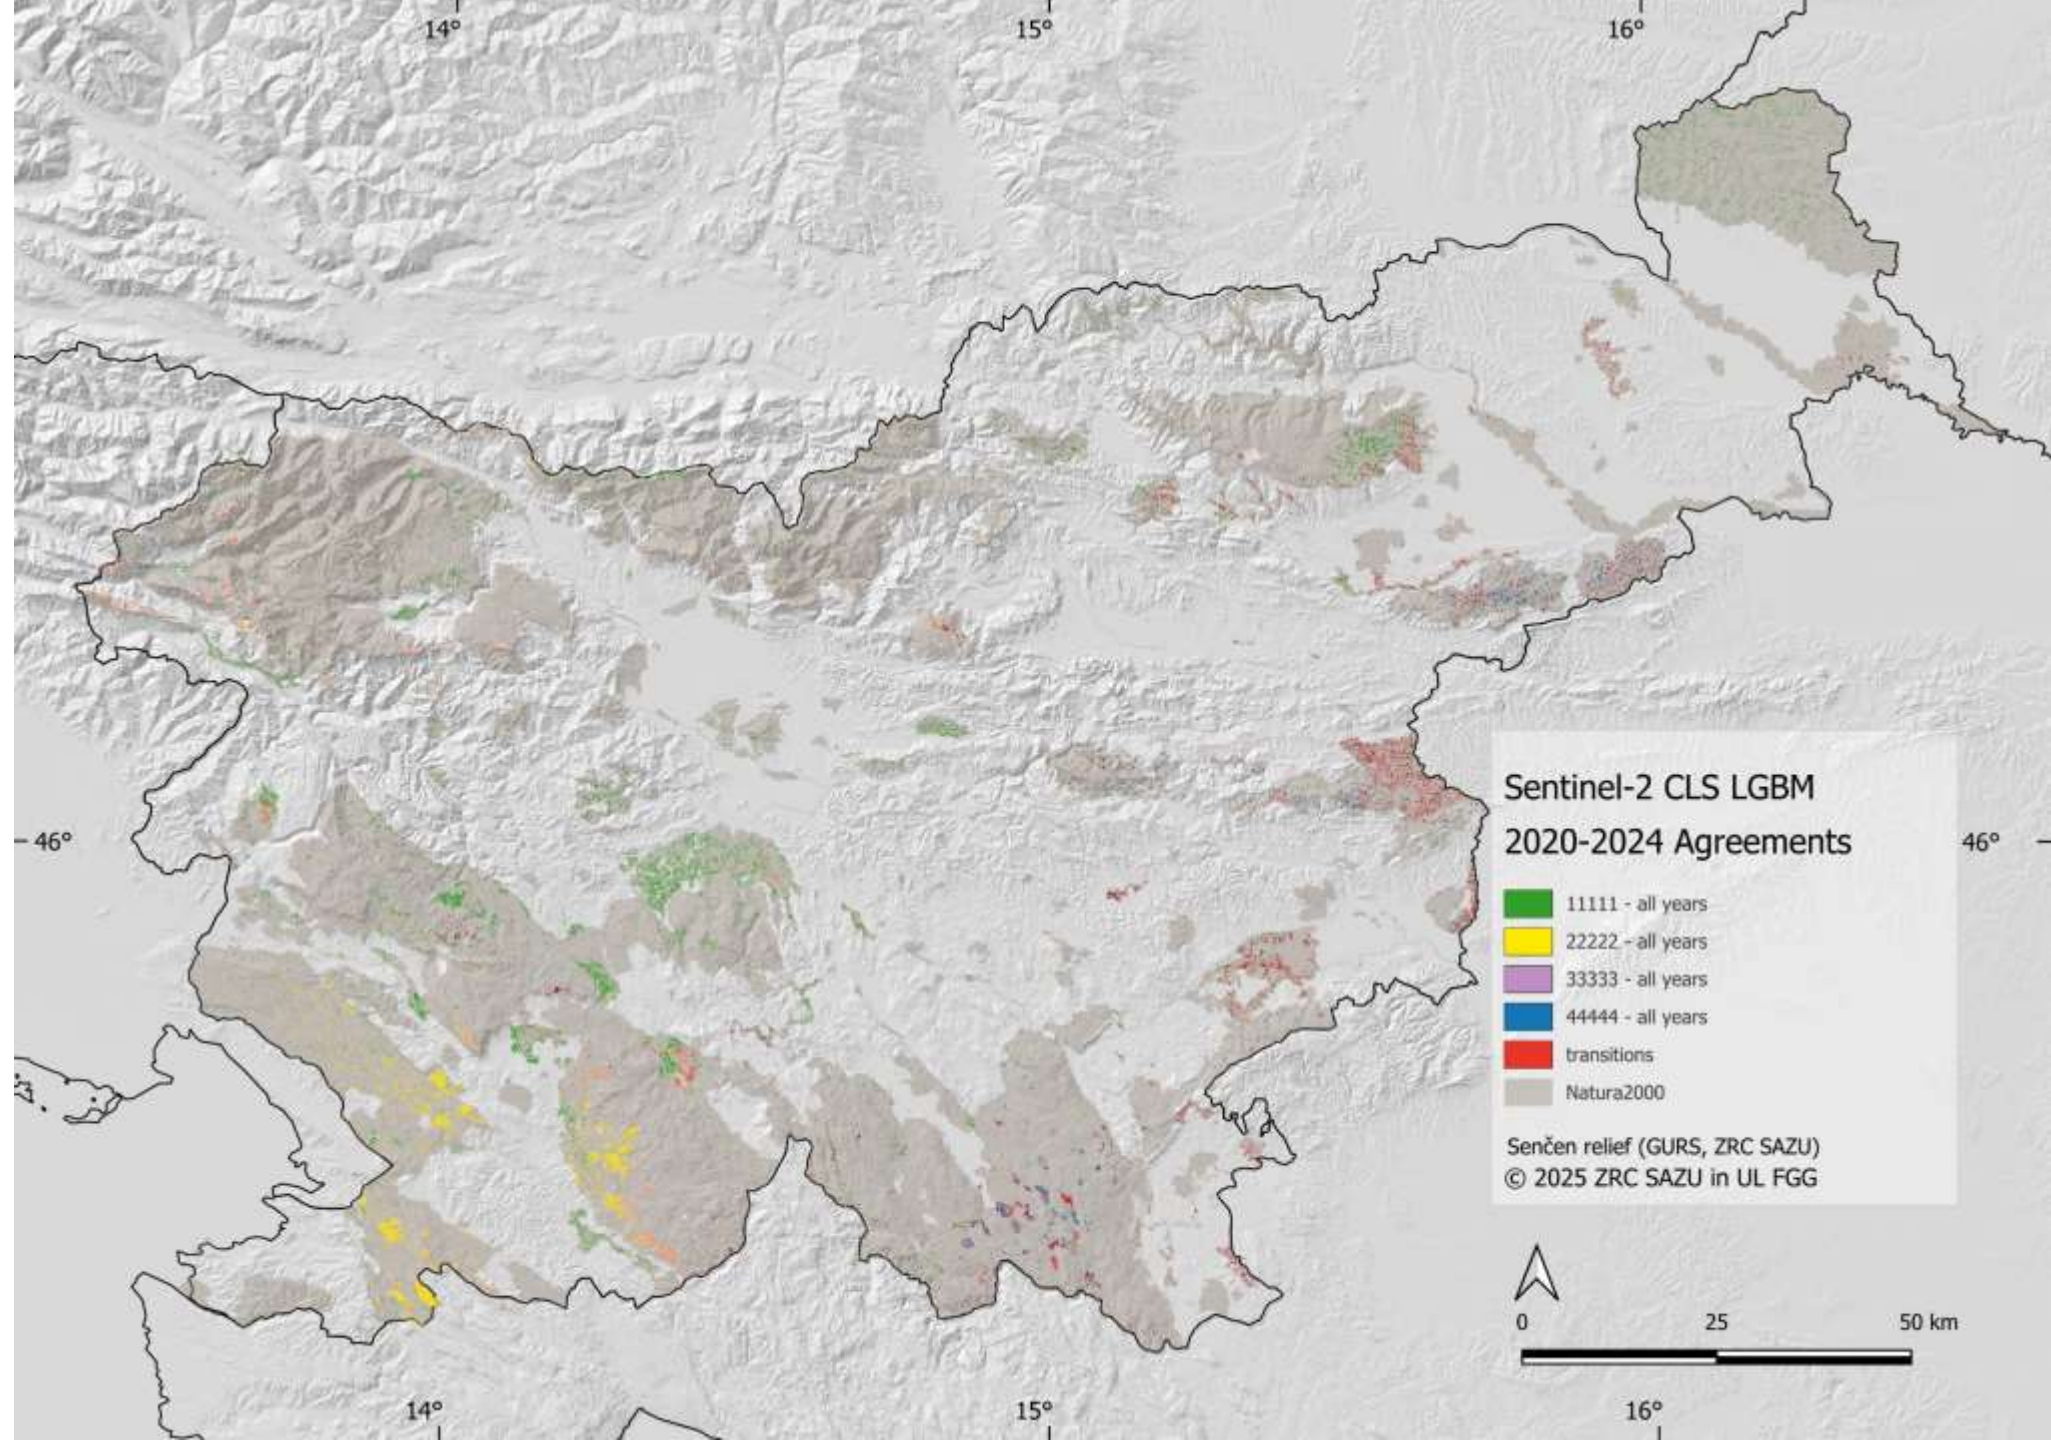 14°
15°
16°
46°
46°
Sentinel-2 CLS LGBM
2020-2024 Agreements
11111 - all years
22222 - all years
33333 - all years
44444 - all years
transitions
Natura2000
Senčen relief (GURS, ZRC SAZU)
© 2025 ZRC SAZU in UL FGG
0 25 50 km
14°
15°
16°